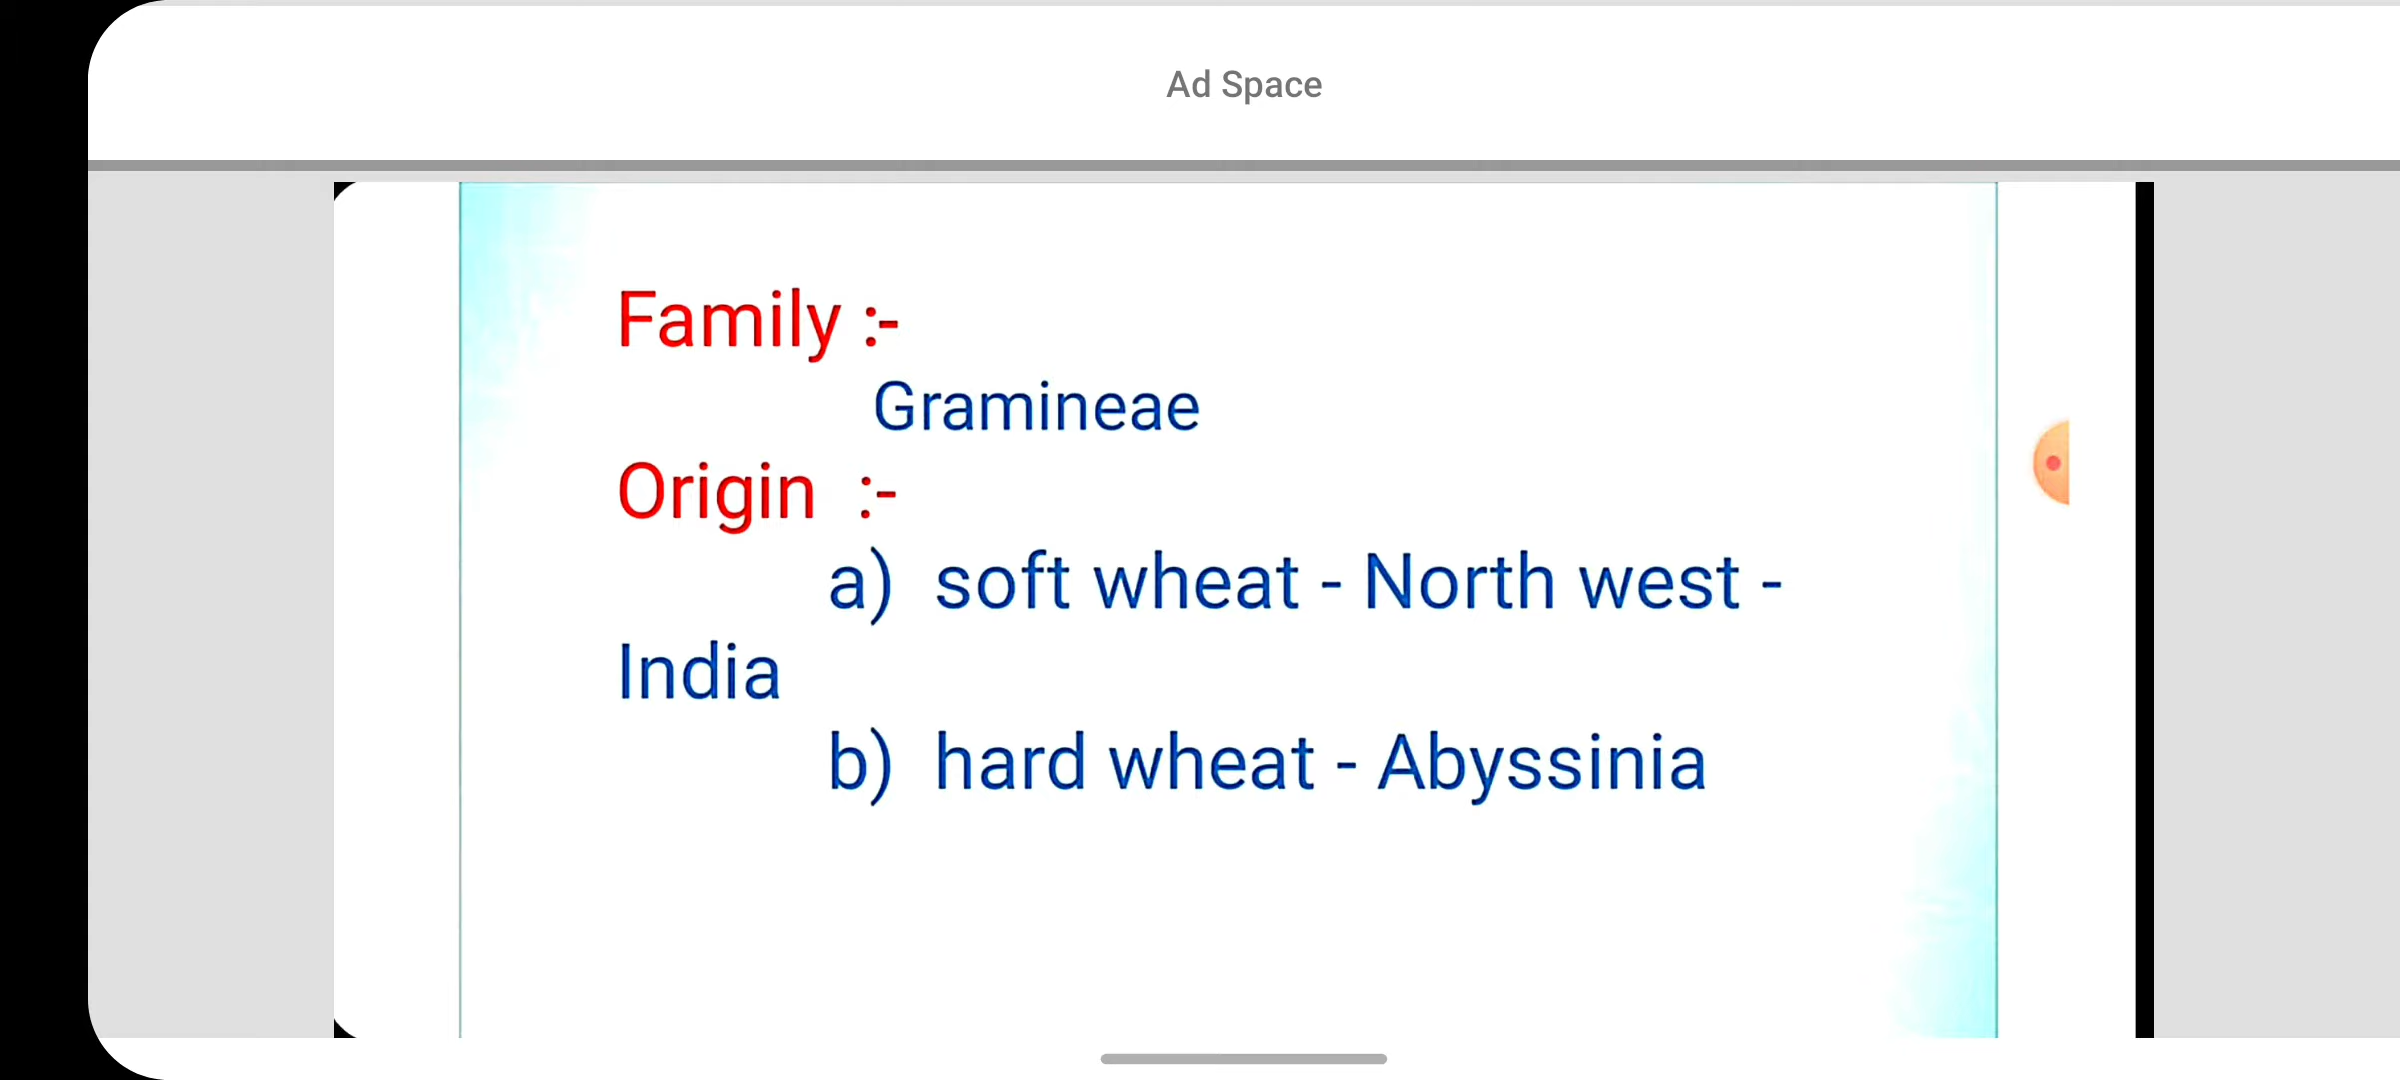 Ad Space
Family :-
Gramineae
Origin :-
a) soft wheat - North west -
India
b) hard wheat - Abyssinia